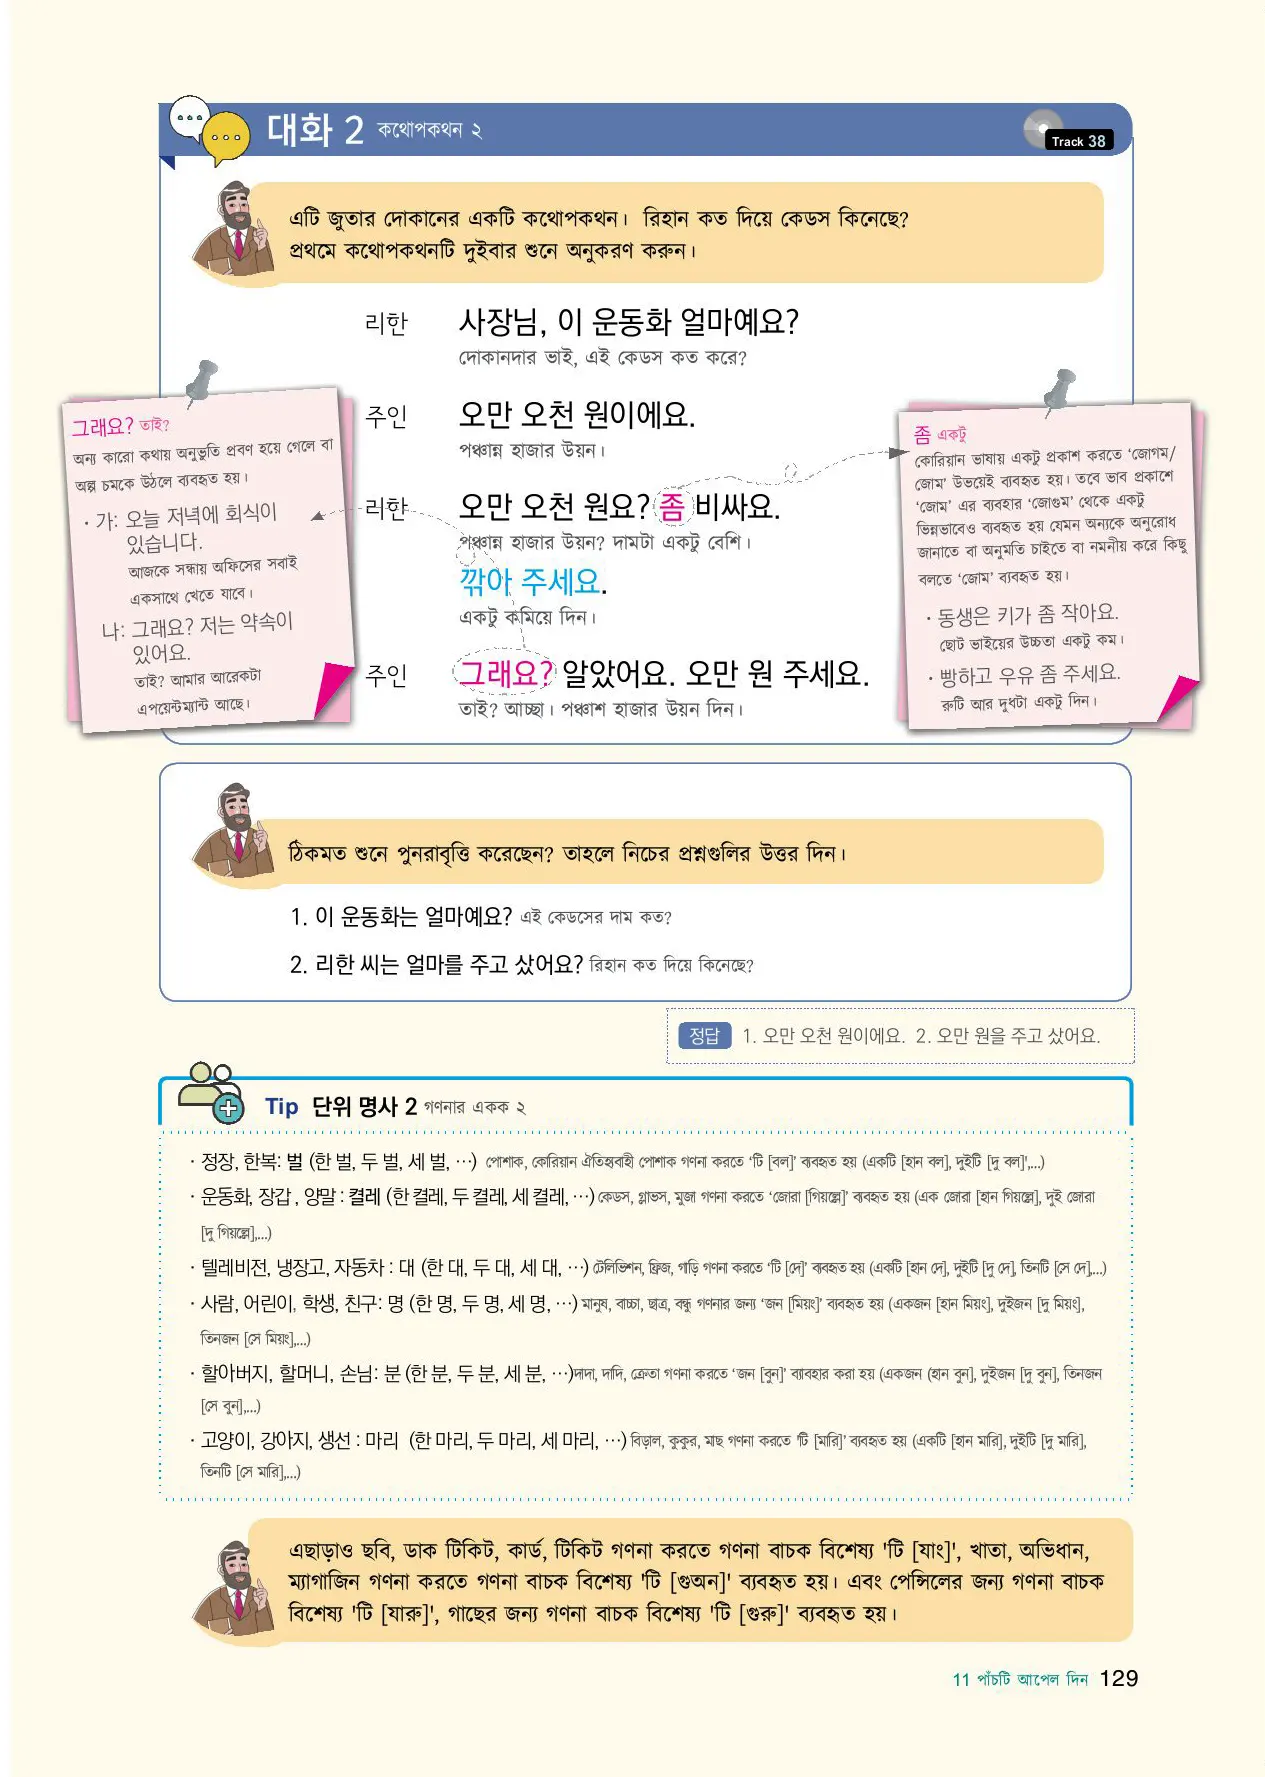 대화 2 কথোপকথন ২
Track 38
এটি জুতার দোকানের একটি কথোপকথন। রিহান কত দিয়ে কেডস কিনেছে?
প্রথমে কথোপকথনটি দুইবার শুনে অনুকরণ করুন।
리한 사장님, 이 운동화 얼마예요?
দোকানদার ভাই, এই কেডস কত করে?
주인 오만 오천 원이에요.
পঞ্চান্ন হাজার উয়ন।
리한 오만 오천 원요? 좀 비싸요.
পঞ্চান্ন হাজার উয়ন? দামটা একটু বেশি।
깎아 주세요.
একটু কমিয়ে দিন।
주인 그래요? 알았어요. 오만 원 주세요.
তাই? আচ্ছা। পঞ্চাশ হাজার উয়ন দিন।
그래요? তাই?
অন্য কারো কথায় অনুভুতি প্রবণ হয়ে গেলে বা
অল্প চমকে উঠলে ব্যবহৃত হয়।
· 가: 오늘 저녁에 회식이
있습니다.
আজকে সন্ধায় অফিসের সবাই
একসাথে খেতে যাবে।
나: 그래요? 저는 약속이
있어요.
তাই? আমার আরেকটা
এপয়েন্টম্যান্ট আছে।
좀 একটু
কোরিয়ান ভাষায় একটু প্রকাশ করতে ‘জোগম/
জোম’ উভয়েই ব্যবহৃত হয়। তবে ভাব প্রকাশে
‘জোম’ এর ব্যবহার ‘জোগুম’ থেকে একটু
ভিন্নভাবেও ব্যবহৃত হয় যেমন অন্যকে অনুরোধ
জানাতে বা অনুমতি চাইতে বা নমনীয় করে কিছু
বলতে ‘জোম’ ব্যবহৃত হয়।
· 동생은 키가 좀 작아요.
ছোট ভাইয়ের উচ্চতা একটু কম।
· 빵하고 우유 좀 주세요.
রুটি আর দুধটা একটু দিন।
ঠিকমত শুনে পুনরাবৃত্তি করেছেন? তাহলে নিচের প্রশ্নগুলির উত্তর দিন।
1. 이 운동화는 얼마예요? এই কেডসের দাম কত?
2. 리한 씨는 얼마를 주고 샀어요? রিহান কত দিয়ে কিনেছে?
정답 1. 오만 오천 원이에요. 2. 오만 원을 주고 샀어요.
Tip 단위 명사 2 গণনার একক ২
· 정장, 한복: 벌 (한 벌, 두 벌, 세 벌, …) পোশাক, কোরিয়ান ঐতিহ্যবাহী পোশাক গণনা করতে ‘টি [বল]’ ব্যবহৃত হয় (একটি [হান বল], দুইটি [দু বল]',...)
· 운동화, 장갑 , 양말 : 켤레 (한 켤레, 두 켤레, 세 켤레, …) কেডস, গ্লাভস, মুজা গণনা করতে ‘জোরা [গিয়ল্লে]’ ব্যবহৃত হয় (এক জোরা [হান গিয়ল্লে], দুই জোরা
[দু গিয়ল্লে],...)
· 텔레비전, 냉장고, 자동차 : 대 (한 대, 두 대, 세 대, …) টেলিভিশন, ফ্রিজ, গাড়ি গণনা করতে ‘টি [দে]’ ব্যবহৃত হয় (একটি [হান দে], দুইটি [দু দে], তিনটি [সে দে],...)
· 사람, 어린이, 학생, 친구: 명 (한 명, 두 명, 세 명, …) মানুষ, বাচ্চা, ছাত্র, বন্ধু গণনার জন্য ‘জন [মিয়ং]’ ব্যবহৃত হয় (একজন [হান মিয়ং], দুইজন [দু মিয়ং],
তিনজন [সে মিয়ং],...)
· 할아버지, 할머니, 손님: 분 (한 분, 두 분, 세 분, …)দাদা, দাদি, ক্রেতা গণনা করতে ‘জন [বুন]’ ব্যাবহার করা হয় (একজন (হান বুন], দুইজন [দু বুন], তিনজন
[সে বুন],...)
· 고양이, 강아지, 생선 : 마리 (한 마리, 두 마리, 세 마리, …) বিড়াল, কুকুর, মাছ গণনা করতে 'টি [মারি]’ ব্যবহৃত হয় (একটি [হান মারি], দুইটি [দু মারি],
তিনটি [সে মারি],...)
এছাড়াও ছবি, ডাক টিকিট, কার্ড, টিকিট গণনা করতে গণনা বাচক বিশেষ্য 'টি [যাং]', খাতা, অভিধান,
ম্যাগাজিন গণনা করতে গণনা বাচক বিশেষ্য 'টি [গুঅন]' ব্যবহৃত হয়। এবং পেন্সিলের জন্য গণনা বাচক
বিশেষ্য 'টি [যারু]', গাছের জন্য গণনা বাচক বিশেষ্য 'টি [গুরু]' ব্যবহৃত হয়।
11 পাঁচটি আপেল দিন 129